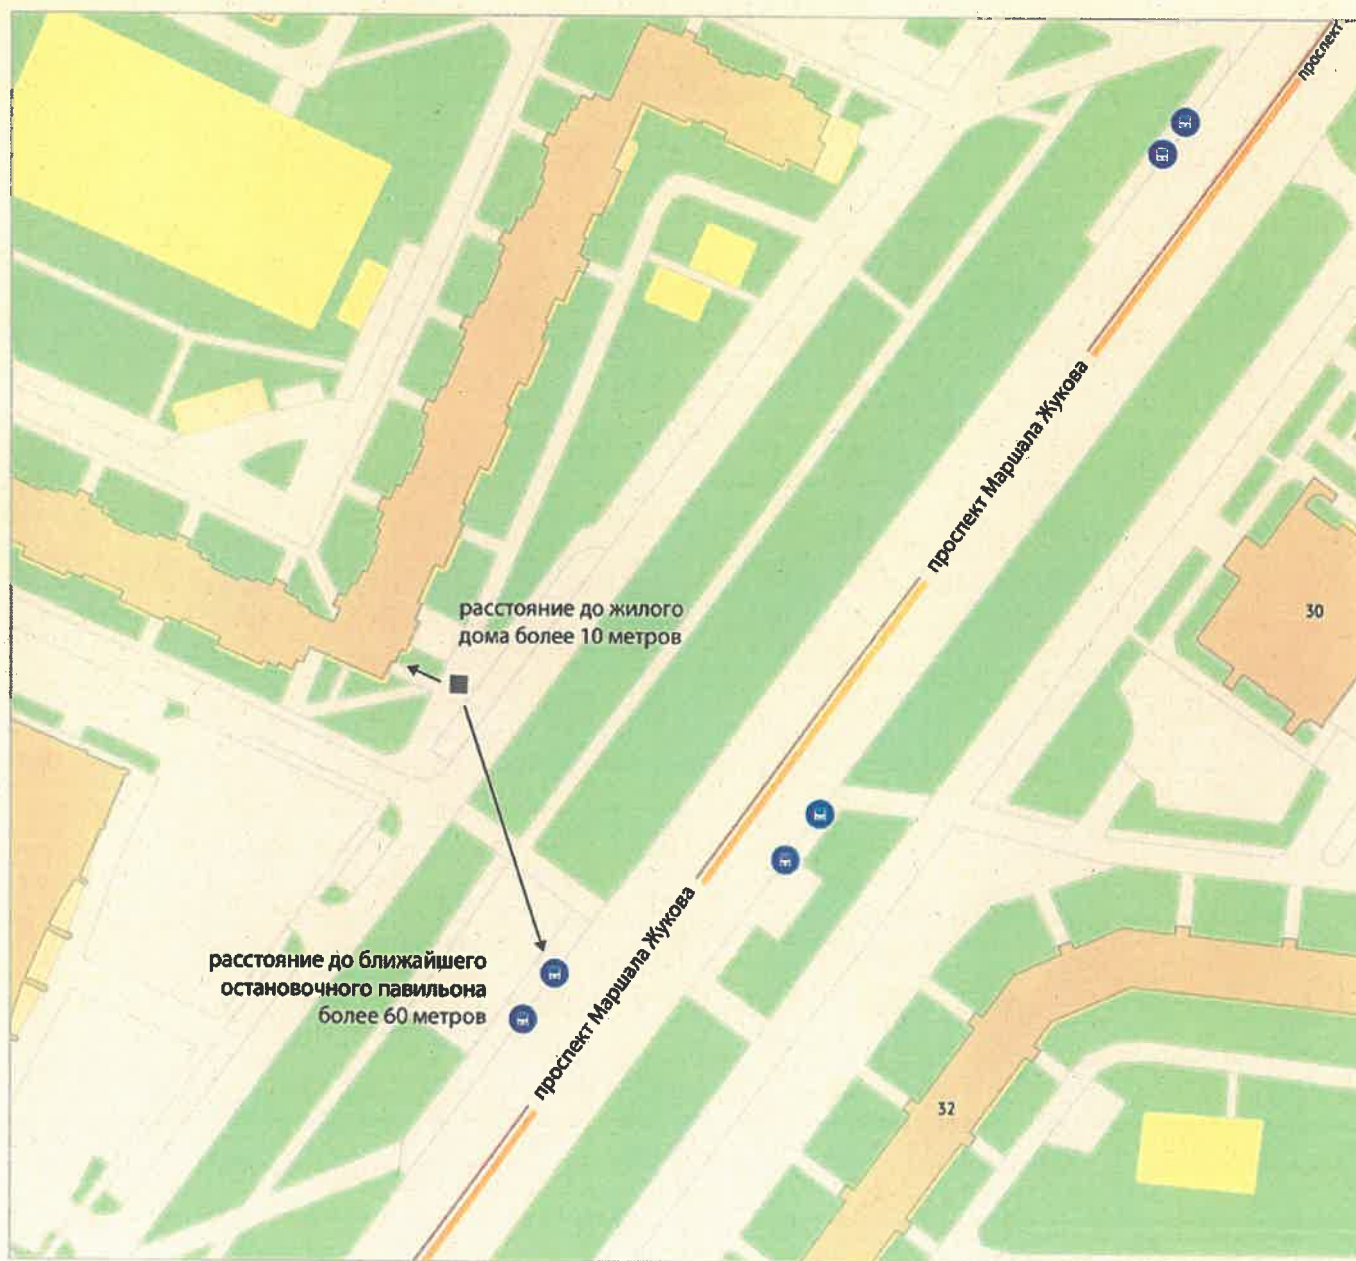 проспект
проспект Маршала Жукова
30
расстояние до жилого
дома более 10 метров
проспект Маршала Жукова
расстояние до ближайшего
остановочного павильона
более 60 метров
32